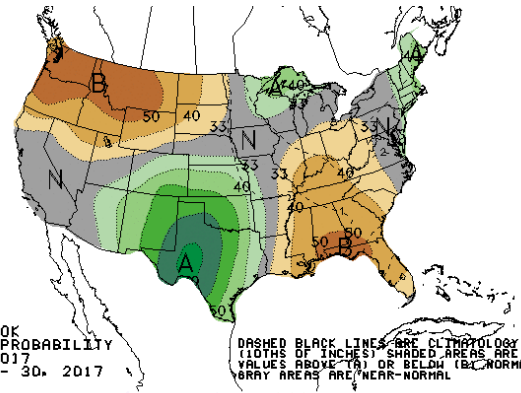 B
A
40
33
A
50
40
33
N
33
N
N
33
40
40
40
50
50
B
A
50
OK
PROBABILITY
017
- 30, 2017
DASHED BLACK LINES ARE CLIMATOLOGY
(10THS OF INCHES) SHADED AREAS ARE
VALUES ABOVE (A) OR BELOW (B) NORMA
GRAY AREAS ARE NEAR-NORMAL